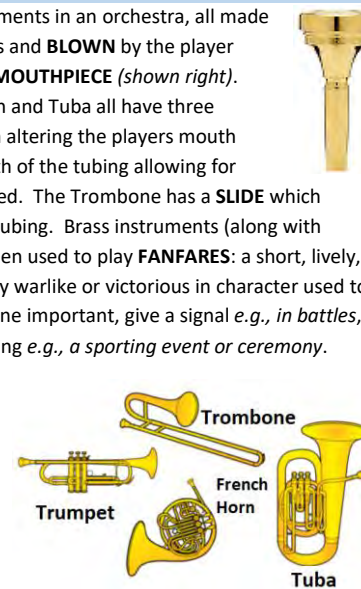 ments in an orchestra, all made
s and BLOWN by the player
MOUTHPIECE (shown right).
n and Tuba all have three
altering the players mouth
th of the tubing allowing for
ed. The Trombone has a SLIDE which
ubing. Brass instruments (along with
en used to play FANFARES: a short, lively,
y warlike or victorious in character used to
ne important, give a signal e.g., in battles,
ng e.g., a sporting event or ceremony.
Trombone
Trumpet
French
Horn
Tuba